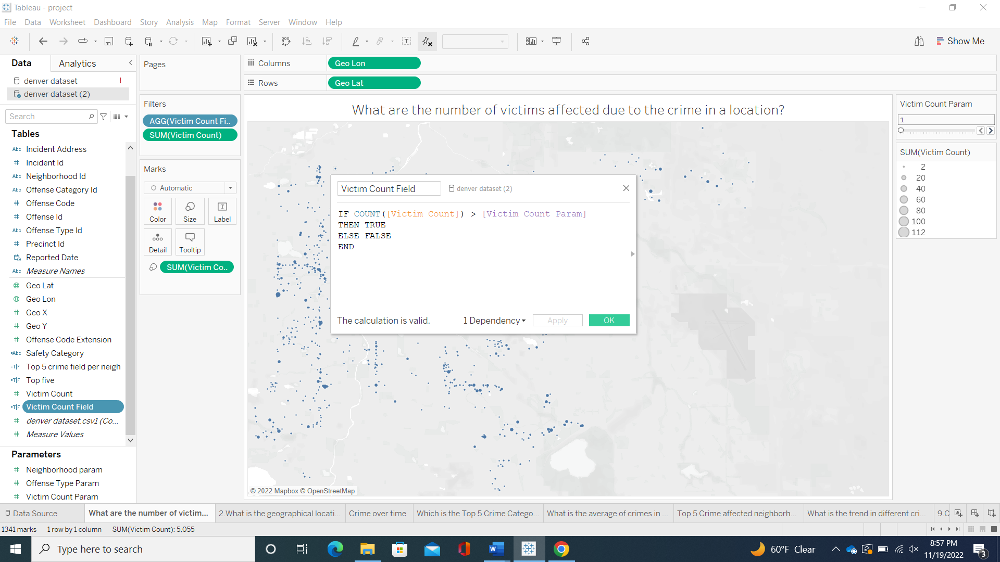 Tableau - project
File Data Worksheet Dashboard Story Analysis Map Format Server Window Help
Show Me
Data Analytics
denver dataset !
denver dataset (2)
Search
Tables
Abc Incident Address
# Incident Id
Abc Neighborhood Id
Abc Offense Category Id
# Offense Code
# Offense Id
Abc Offense Type Id
# Precinct Id
Reported Date
Abc Measure Names
Geo Lat
Geo Lon
# Geo X
# Geo Y
# Offense Code Extension
=Abc Safety Category
=T|F Top 5 crime field per neigh
=T|F Top five
# Victim Count
=T|F Victim Count Field
# denver dataset.csv1 (Co...
# Measure Values
Parameters
# Neighborhood param
# Offense Type Param
# Victim Count Param
Pages
Filters
AGG(Victim Count Fi..
SUM(Victim Count)
Marks
Automatic
Color Size Label
Detail Tooltip
SUM(Victim Co..
Columns Geo Lon
Rows Geo Lat
What are the number of victims affected due to the crime in a location?
Victim Count Field denver dataset (2)
IF COUNT([Victim Count]) > [Victim Count Param]
THEN TRUE
ELSE FALSE
END
The calculation is valid. 1 Dependency Apply OK
© 2022 Mapbox © OpenStreetMap
Victim Count Param
1
SUM(Victim Count)
2
20
40
60
80
100
112
Data Source What are the number of victim... 2.What is the geographical locati... Crime over time Which is the Top 5 Crime Catego... What is the average of crimes in ... Top 5 Crime affected neighborh... What is the trend in different cri... 9.C
1341 marks 1 row by 1 column SUM(Victim Count): 5,055
Type here to search
60°F Clear
8:57 PM
11/19/2022
3